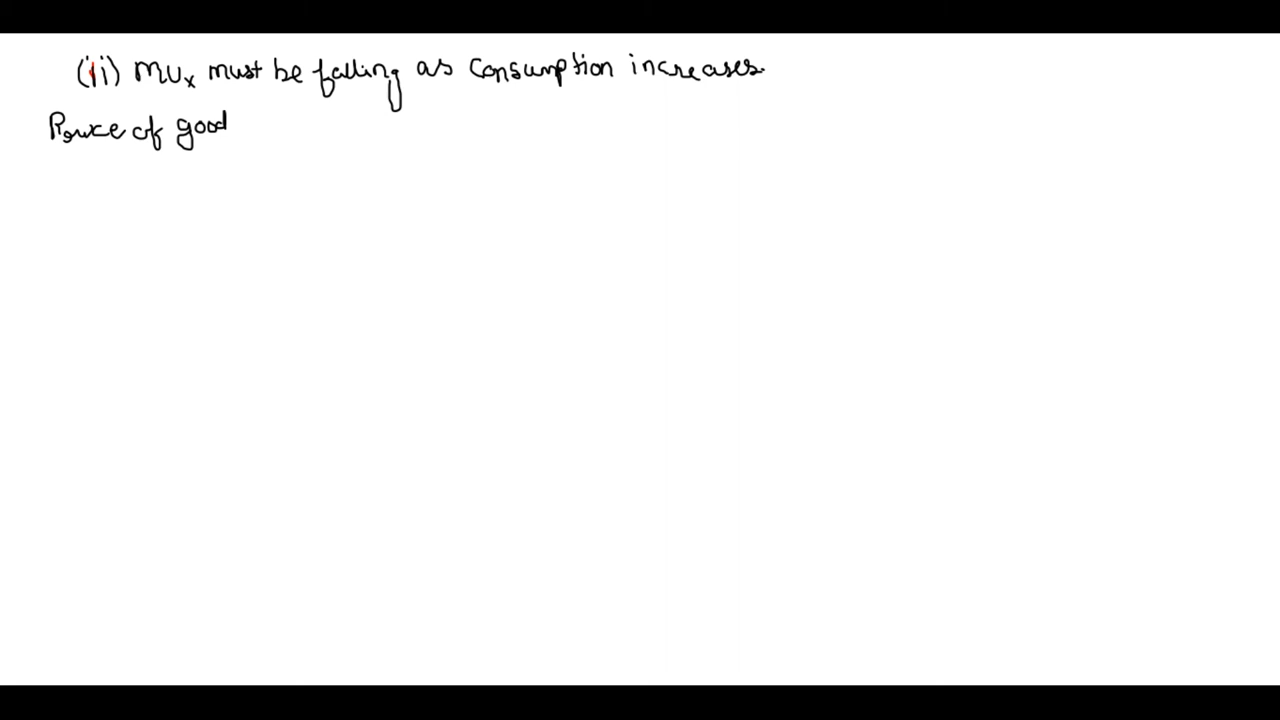 (ii) MUx must be falling as consumption increases.
Price of good